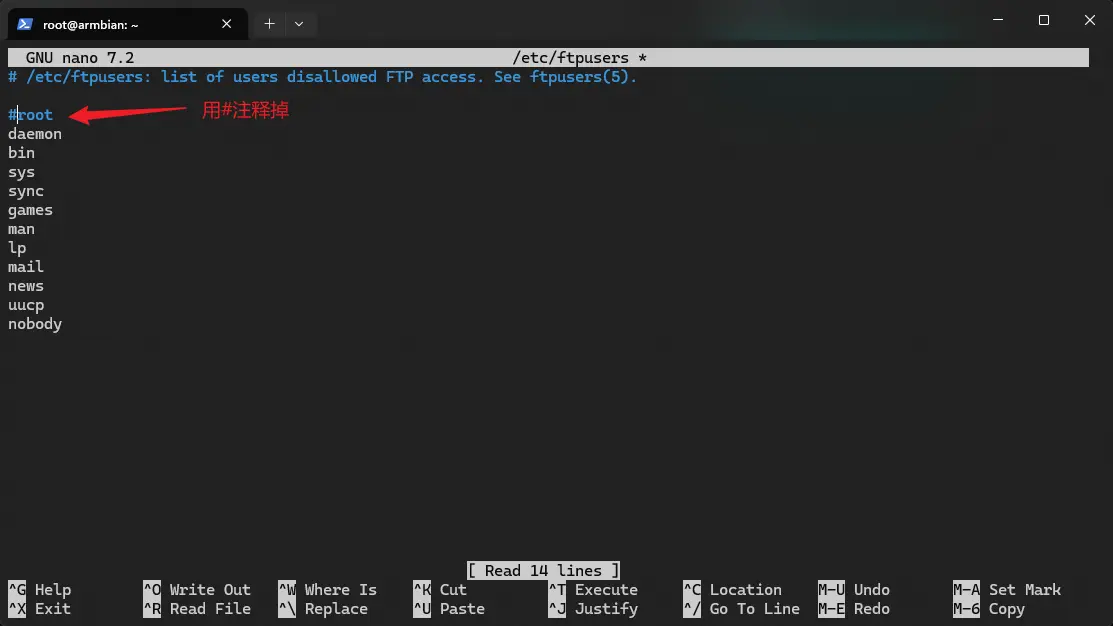 root@armbian: ~
GNU nano 7.2 /etc/ftpusers *
# /etc/ftpusers: list of users disallowed FTP access. See ftpusers(5).
#root 用#注释掉
daemon
bin
sys
sync
games
man
lp
mail
news
uucp
nobody
[ Read 14 lines ]
^G Help ^O Write Out ^W Where Is ^K Cut ^T Execute ^C Location M-U Undo M-A Set Mark
^X Exit ^R Read File ^\ Replace ^U Paste ^J Justify ^/ Go To Line M-E Redo M-6 Copy